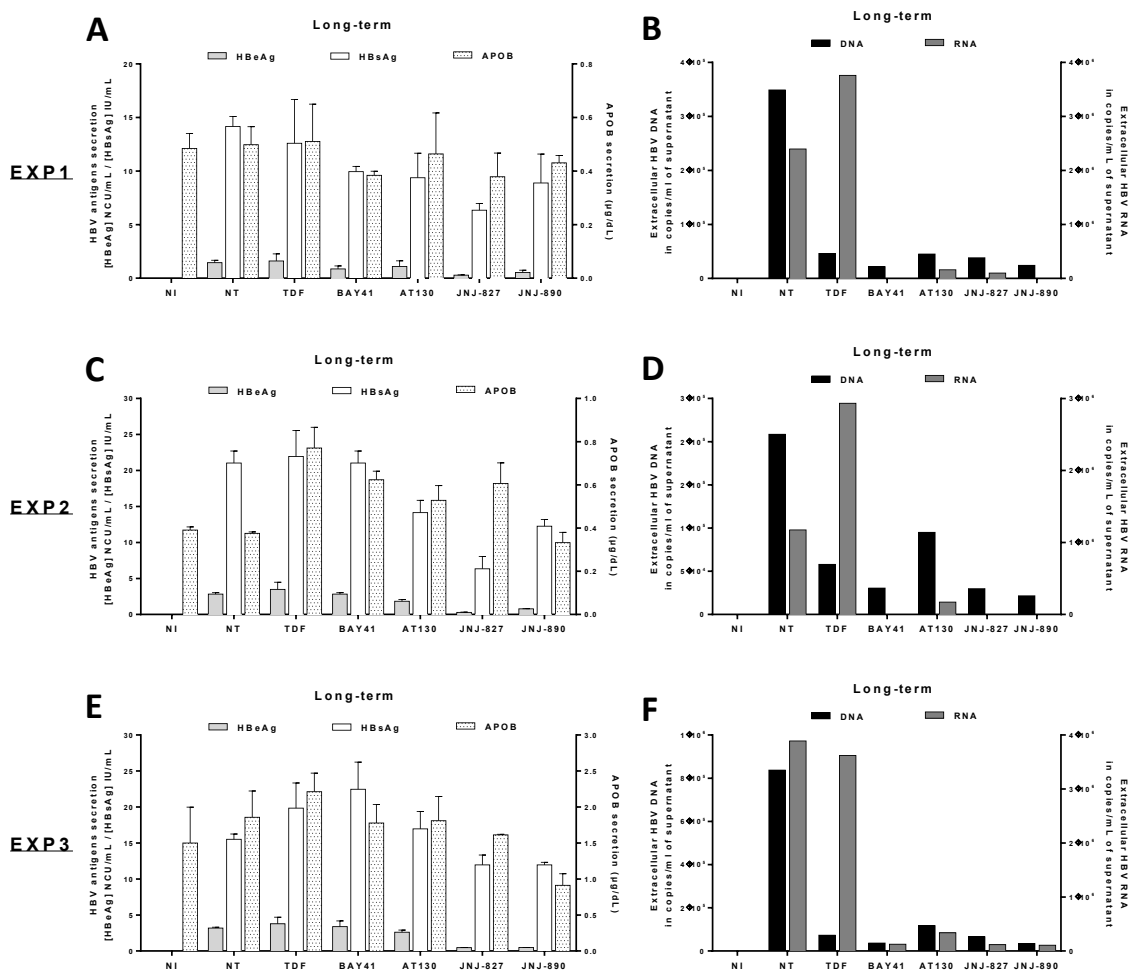 A
Long-term
HBeAg HBsAg APOB
HBV antigens secretion
[HBeAg] NCU/mL / [HBsAg] IU/mL
20
15
10
5
0
APOB secretion (µg/dL)
0.8
0.6
0.4
0.2
0.0
NI NT TDF BAY41 AT130 JNJ-827 JNJ-890
EXP1
B
Long-term
DNA RNA
Extracellular HBV DNA
in copies/ml of supernatant
0
Extracellular HBV RNA
in copies/mL of supernatant
0
NI NT TDF BAY41 AT130 JNJ-827 JNJ-890
C
Long-term
HBeAg HBsAg APOB
HBV antigens secretion
[HBeAg] NCU/mL / [HBsAg] IU/mL
30
25
20
15
10
5
0
APOB secretion (µg/dL)
1.0
0.8
0.6
0.4
0.2
0.0
NI NT TDF BAY41 AT130 JNJ-827 JNJ-890
EXP2
D
Long-term
DNA RNA
Extracellular HBV DNA
in copies/ml of supernatant
0
Extracellular HBV RNA
in copies/mL of supernatant
0
NI NT TDF BAY41 AT130 JNJ-827 JNJ-890
E
Long-term
HBeAg HBsAg APOB
HBV antigens secretion
[HBeAg] NCU/mL / [HBsAg] IU/mL
30
25
20
15
10
5
0
APOB secretion (µg/dL)
3.0
2.5
2.0
1.5
1.0
0.5
0.0
NI NT TDF BAY41 AT130 JNJ-827 JNJ-890
EXP3
F
Long-term
DNA RNA
Extracellular HBV DNA
in copies/ml of supernatant
0
Extracellular HBV RNA
in copies/mL of supernatant
0
NI NT TDF BAY41 AT130 JNJ-827 JNJ-890